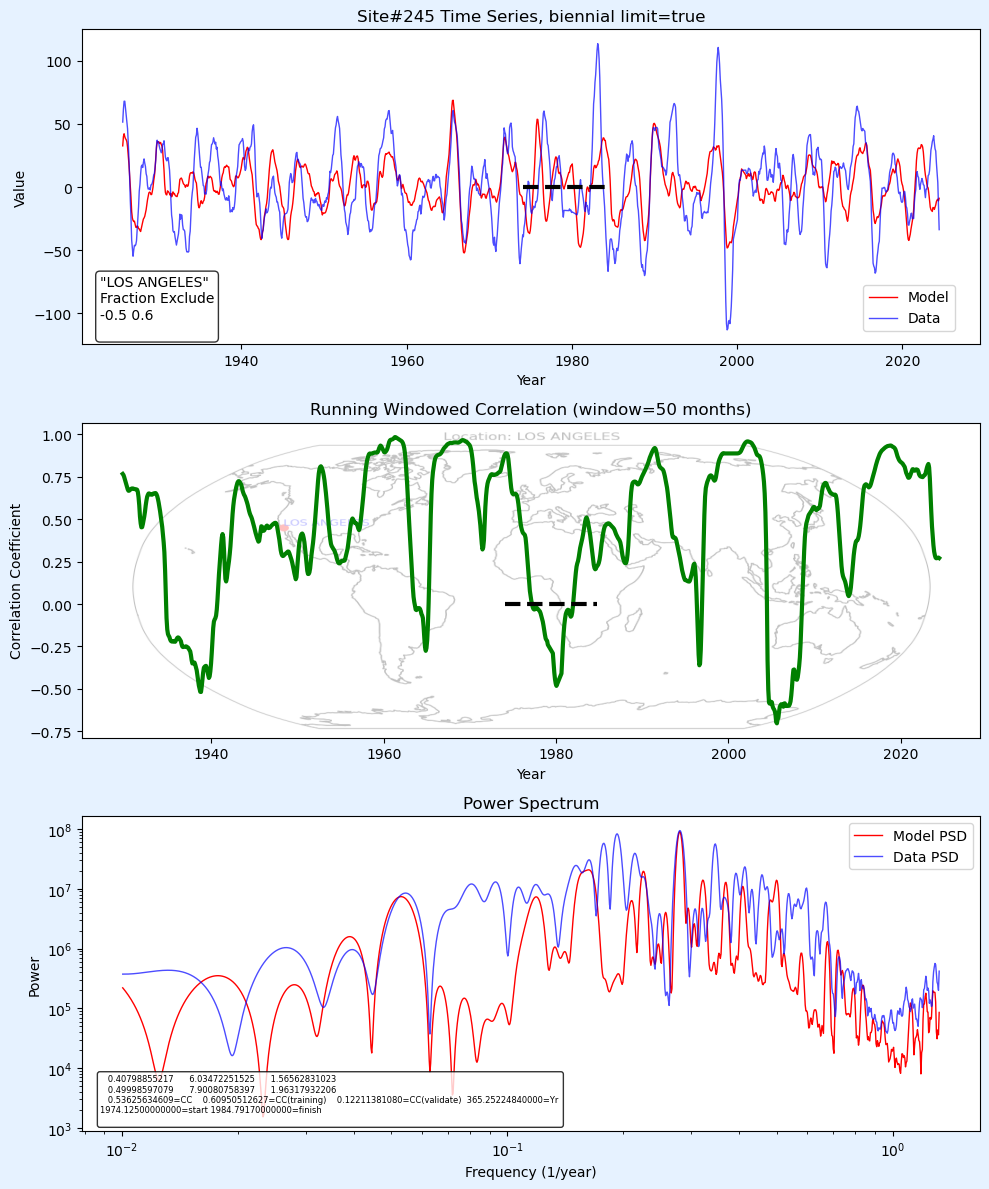 Site#245 Time Series, biennial limit=true
100
50
0
−50
−100
Value
"LOS ANGELES"
Fraction Exclude
-0.5 0.6
Model
Data
1940
1960
1980
2000
2020
Year
Running Windowed Correlation (window=50 months)
Location: LOS ANGELES
LOS ANGELES
1.00
0.75
0.50
0.25
0.00
−0.25
−0.50
−0.75
Correlation Coefficient
1940
1960
1980
2000
2020
Year
Power Spectrum
Model PSD
Data PSD
10^8
10^7
10^6
10^5
10^4
10^3
Power
0.40798855217 6.03472251525 1.56562831023
0.49998597079 7.90080758397 1.96317932206
0.53625634609=CC 0.60950512627=CC(training) 0.12211381080=CC(validate) 365.25224840000=Yr
1974.12500000000=start 1984.79170000000=finish
10^−2
10^−1
10^0
Frequency (1/year)